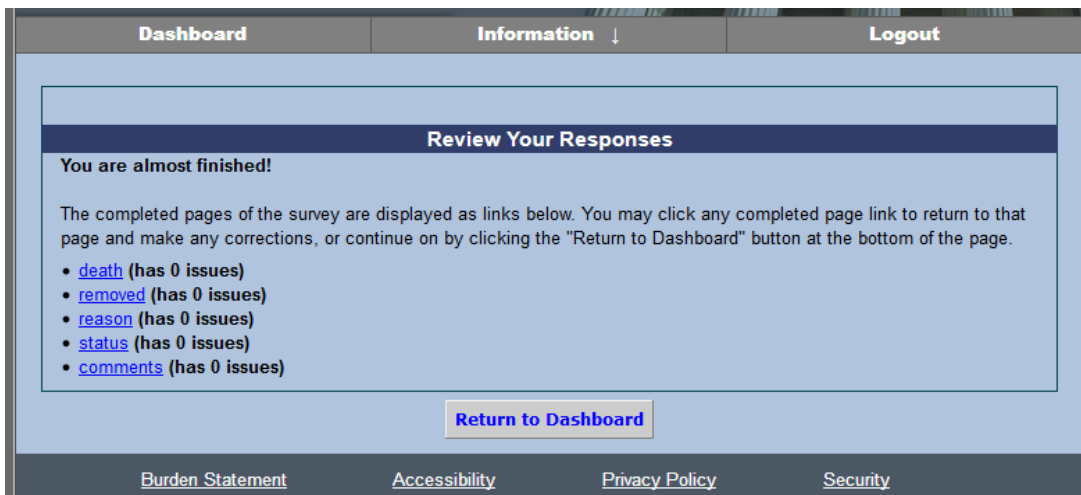 Dashboard Information ↓ Logout
Review Your Responses
You are almost finished!
The completed pages of the survey are displayed as links below. You may click any completed page link to return to that
page and make any corrections, or continue on by clicking the "Return to Dashboard" button at the bottom of the page.
• death (has 0 issues)
• removed (has 0 issues)
• reason (has 0 issues)
• status (has 0 issues)
• comments (has 0 issues)
Return to Dashboard
Burden Statement Accessibility Privacy Policy Security